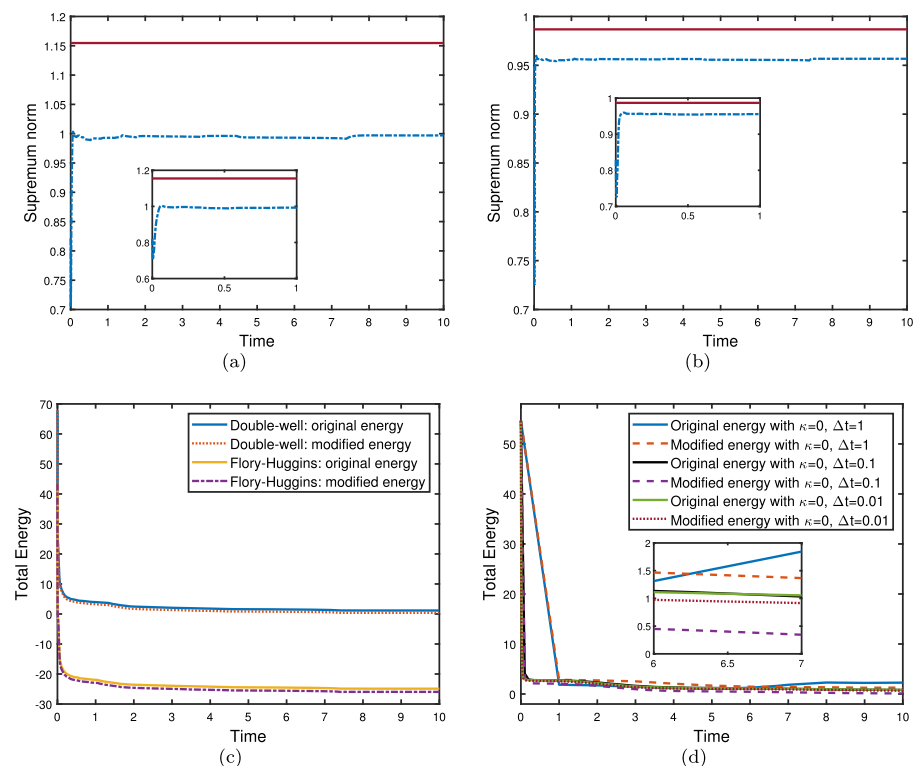 1.2
1.15
1.1
1.05
1
0.95
0.9
0.85
0.8
0.75
0.7
Supremum norm
0 1 2 3 4 5 6 7 8 9 10
Time
1.2
1
0.8
0.6
0 0.5 1
(a)
1
0.95
0.9
0.85
0.8
0.75
0.7
Supremum norm
0 1 2 3 4 5 6 7 8 9 10
Time
1
0.9
0.8
0.7
0 0.5 1
(b)
70
60
50
40
30
20
10
0
-10
-20
-30
Total Energy
Double-well: original energy
Double-well: modified energy
Flory-Huggins: original energy
Flory-Huggins: modified energy
0 1 2 3 4 5 6 7 8 9 10
Time
(c)
50
40
30
20
10
0
Total Energy
Original energy with κ=0, Δt=1
Modified energy with κ=0, Δt=1
Original energy with κ=0, Δt=0.1
Modified energy with κ=0, Δt=0.1
Original energy with κ=0, Δt=0.01
Modified energy with κ=0, Δt=0.01
2
1.5
1
0.5
0
6 6.5 7
0 1 2 3 4 5 6 7 8 9 10
Time
(d)